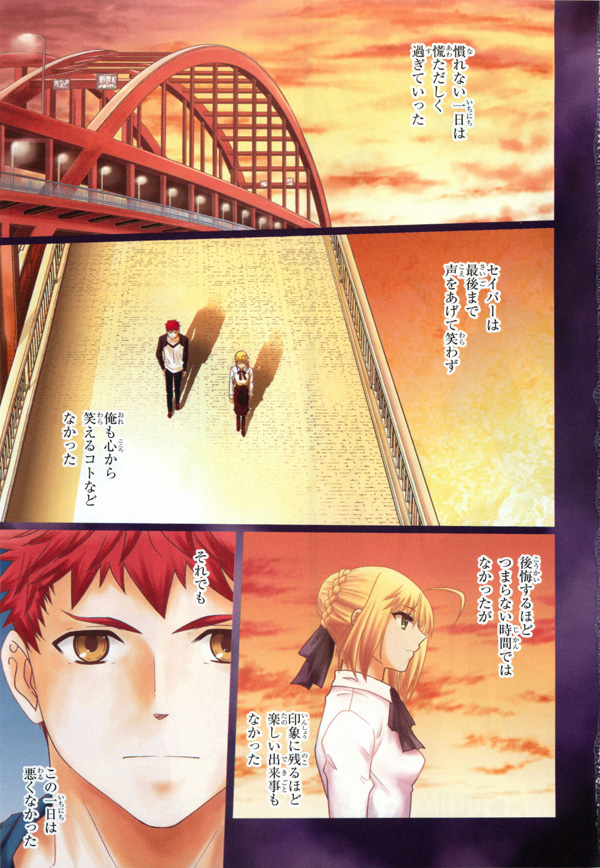 慣れない一日は
慌ただしく
過ぎていった
セイバーは
最後まで
声をあげて笑わず
俺も心から
笑えるコトなど
なかった
後悔するほど
つまらない時間では
なかったが
印象に残るほど
楽しい出来事も
なかった
それでも
この一日は
悪くなかった